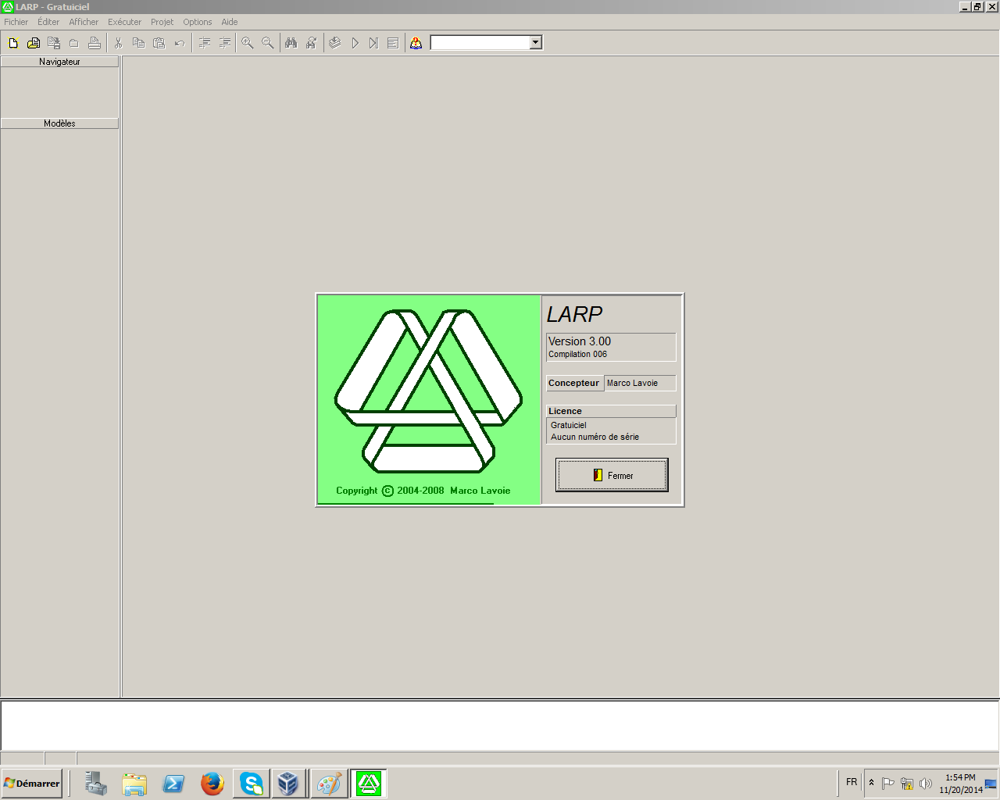 LARP - Gratuiciel
Fichier Éditer Afficher Exécuter Projet Options Aide
Navigateur
Modèles
LARP
Version 3.00
Compilation 006
Concepteur Marco Lavoie
Licence
Gratuiciel
Aucun numéro de série
Fermer
Copyright © 2004-2008 Marco Lavoie
Démarrer
FR
1:54 PM
11/20/2014